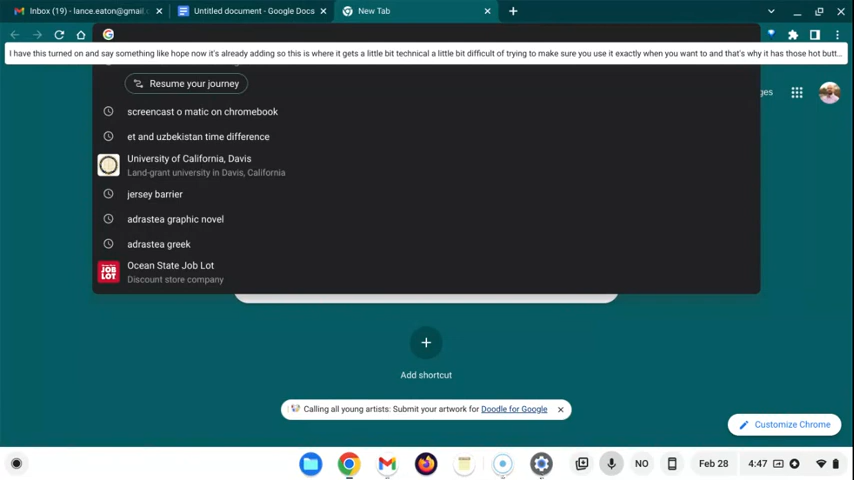 Inbox (19) - lance.eaton@gmail.c
Untitled document - Google Docs
New Tab
I have this turned on and say something like hope now it's already adding so this is where it gets a little bit technical a little bit difficult of trying to make sure you use it exactly when you want to and that's why it has those hot butt...
Resume your journey
ges
screencast o matic on chromebook
et and uzbekistan time difference
University of California, Davis
Land-grant university in Davis, California
jersey barrier
adrastea graphic novel
adrastea greek
JOB LOT
Ocean State Job Lot
Discount store company
Add shortcut
Calling all young artists: Submit your artwork for Doodle for Google
Customize Chrome
NO
Feb 28
4:47